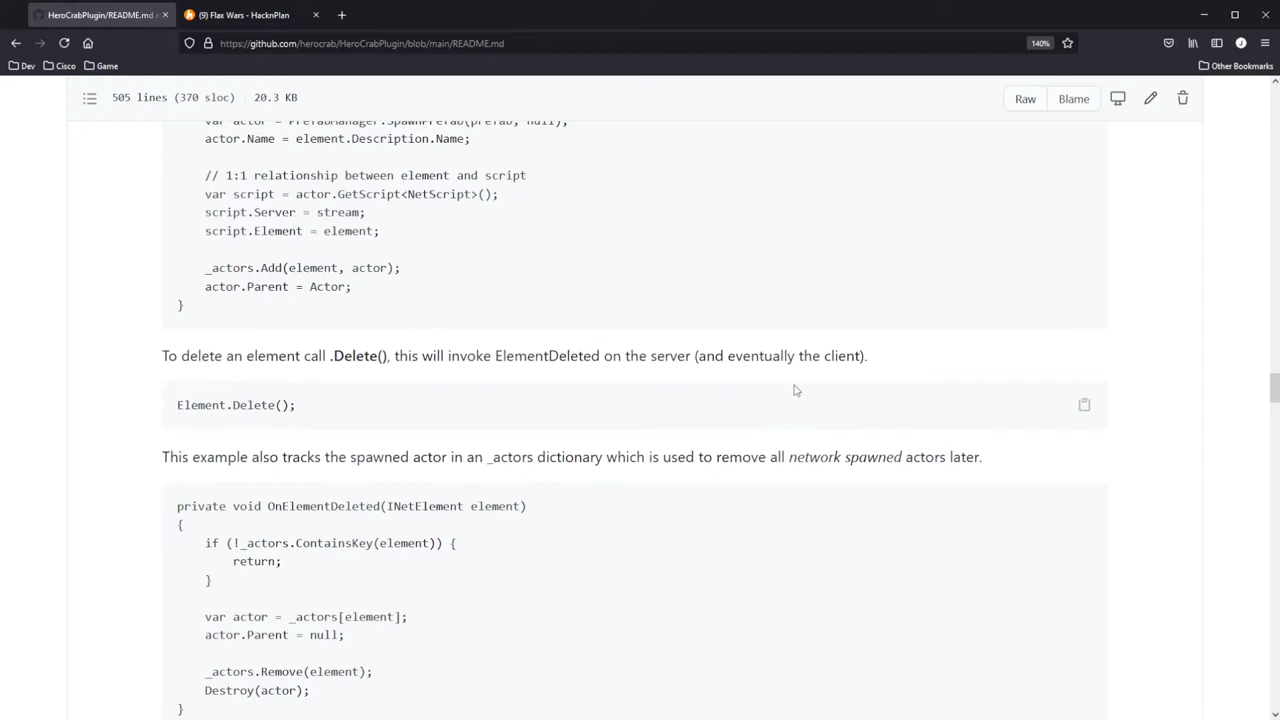 HeroCrabPlugin/README.md
(9) Flax Wars - HacknPlan
https://github.com/herocrab/HeroCrabPlugin/blob/main/README.md
140%
Dev
Cisco
Game
Other Bookmarks
505 lines (370 sloc)
20.3 KB
Raw
Blame
var actor = PrefabManager.SpawnPrefab(prefab, null);
actor.Name = element.Description.Name;
// 1:1 relationship between element and script
var script = actor.GetScript<NetScript>();
script.Server = stream;
script.Element = element;
_actors.Add(element, actor);
actor.Parent = Actor;
}
To delete an element call .Delete(), this will invoke ElementDeleted on the server (and eventually the client).
Element.Delete();
This example also tracks the spawned actor in an _actors dictionary which is used to remove all network spawned actors later.
private void OnElementDeleted(INetElement element)
{
if (!_actors.ContainsKey(element)) {
return;
}
var actor = _actors[element];
actor.Parent = null;
_actors.Remove(element);
Destroy(actor);
}